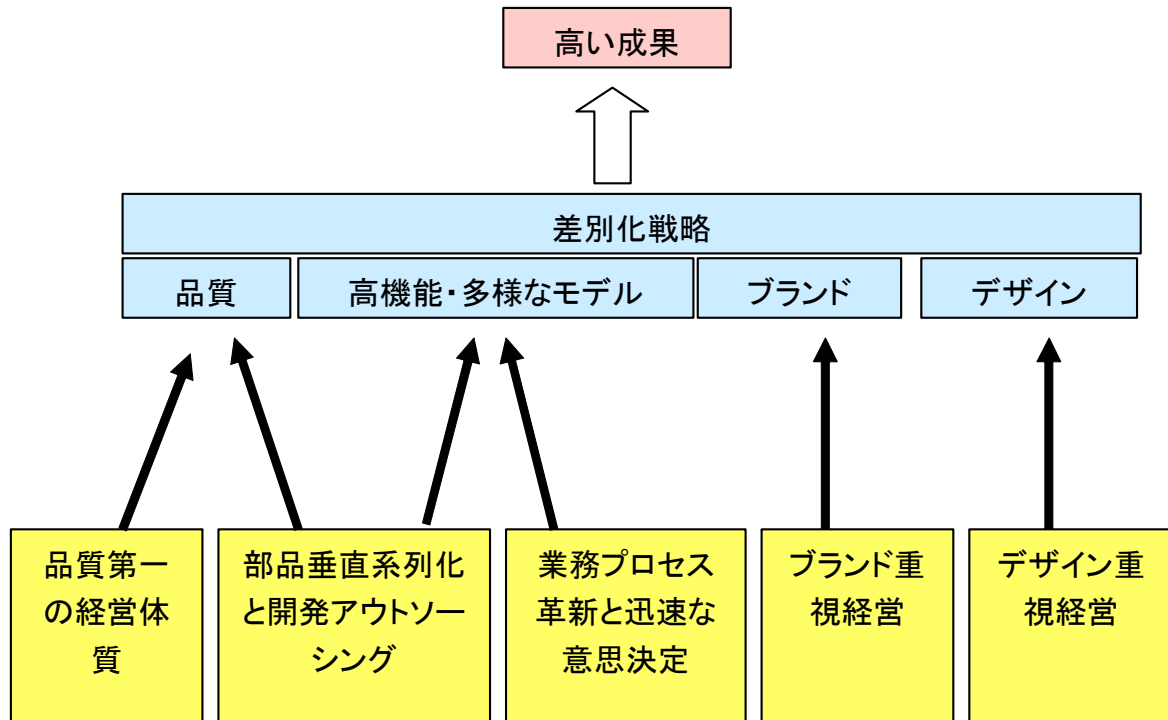 高い成果
差別化戦略
品質
高機能・多様なモデル
ブランド
デザイン
品質第一
の経営体
質
部品垂直系列化
と開発アウトソー
シング
業務プロセス
革新と迅速な
意思決定
ブランド重
視経営
デザイン重
視経営